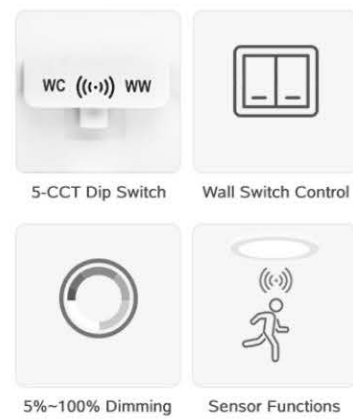 WC ((·)) WW
5-CCT Dip Switch
Wall Switch Control
5%~100% Dimming
Sensor Functions